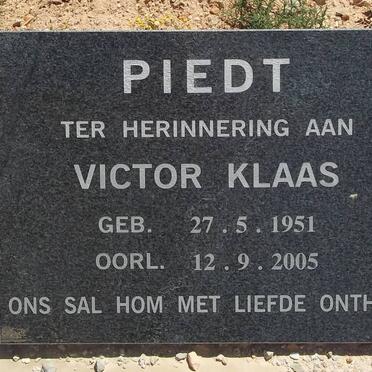 PIEDT
TER HERINNERING AAN
VICTOR KLAAS
GEB. 27.5.1951
OORL. 12.9.2005
ONS SAL HOM MET LIEFDE ONTH